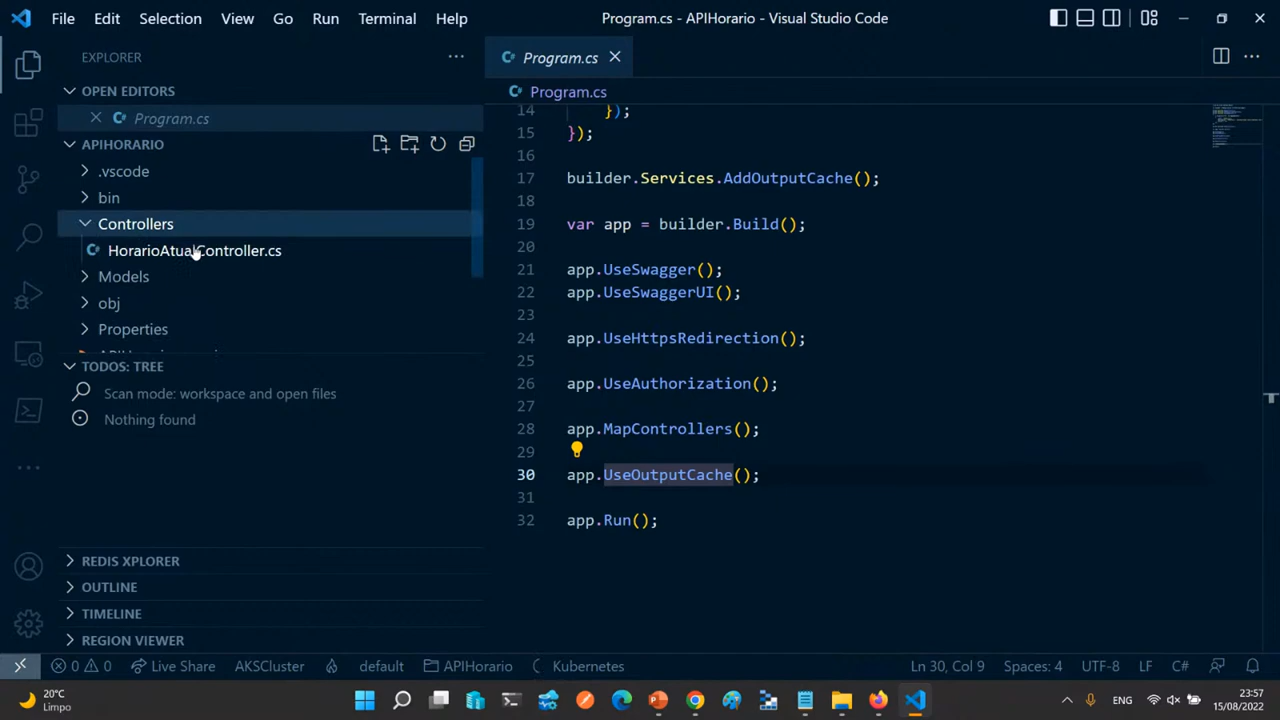 File Edit Selection View Go Run Terminal Help Program.cs - APIHorario - Visual Studio Code
EXPLORER
OPEN EDITORS
Program.cs
APIHORARIO
.vscode
bin
Controllers
HorarioAtualController.cs
Models
obj
Properties
TODOS: TREE
Scan mode: workspace and open files
Nothing found
REDIS XPLORER
OUTLINE
TIMELINE
REGION VIEWER
Program.cs
Program.cs
14 });
15 });
16
17 builder.Services.AddOutputCache();
18
19 var app = builder.Build();
20
21 app.UseSwagger();
22 app.UseSwaggerUI();
23
24 app.UseHttpsRedirection();
25
26 app.UseAuthorization();
27
28 app.MapControllers();
29
30 app.UseOutputCache();
31
32 app.Run();
0 0 Live Share AKSCluster default APIHorario Kubernetes Ln 30, Col 9 Spaces: 4 UTF-8 LF C#
20°C
Limpo
ENG
23:57
15/08/2022